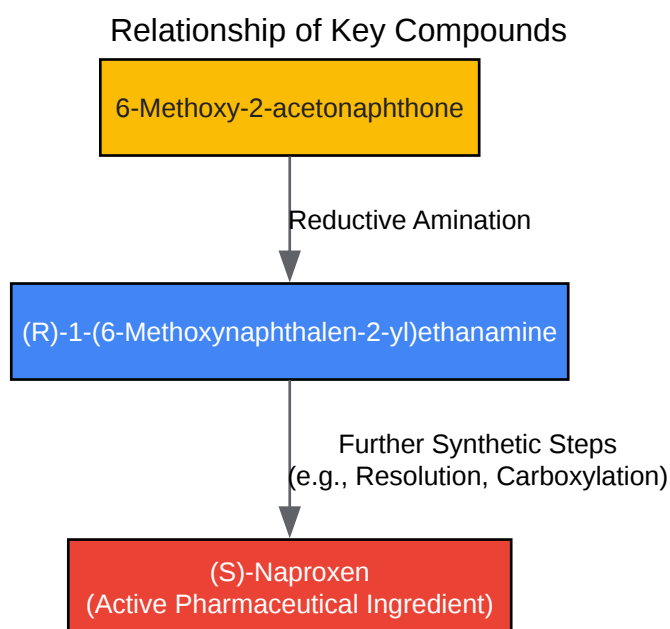 Relationship of Key Compounds
6-Methoxy-2-acetonaphthone
Reductive Amination
(R)-1-(6-Methoxynaphthalen-2-yl)ethanamine
Further Synthetic Steps
(e.g., Resolution, Carboxylation)
(S)-Naproxen
(Active Pharmaceutical Ingredient)